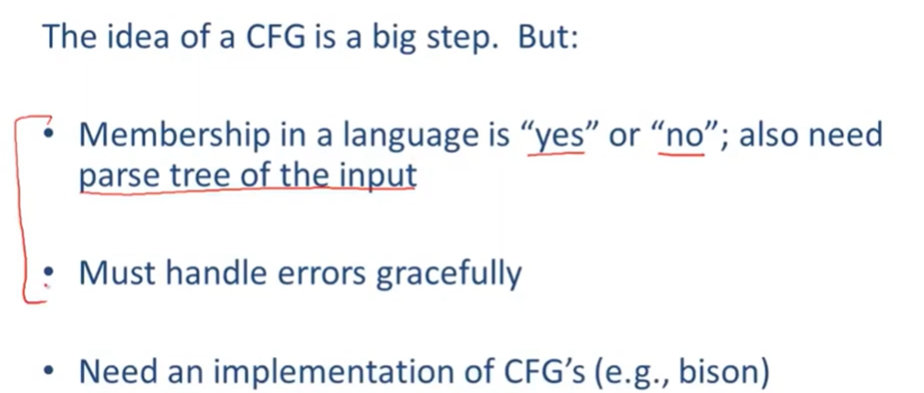 The idea of a CFG is a big step.  But:
• Membership in a language is “yes” or “no”; also need
parse tree of the input
• Must handle errors gracefully
• Need an implementation of CFG’s (e.g., bison)